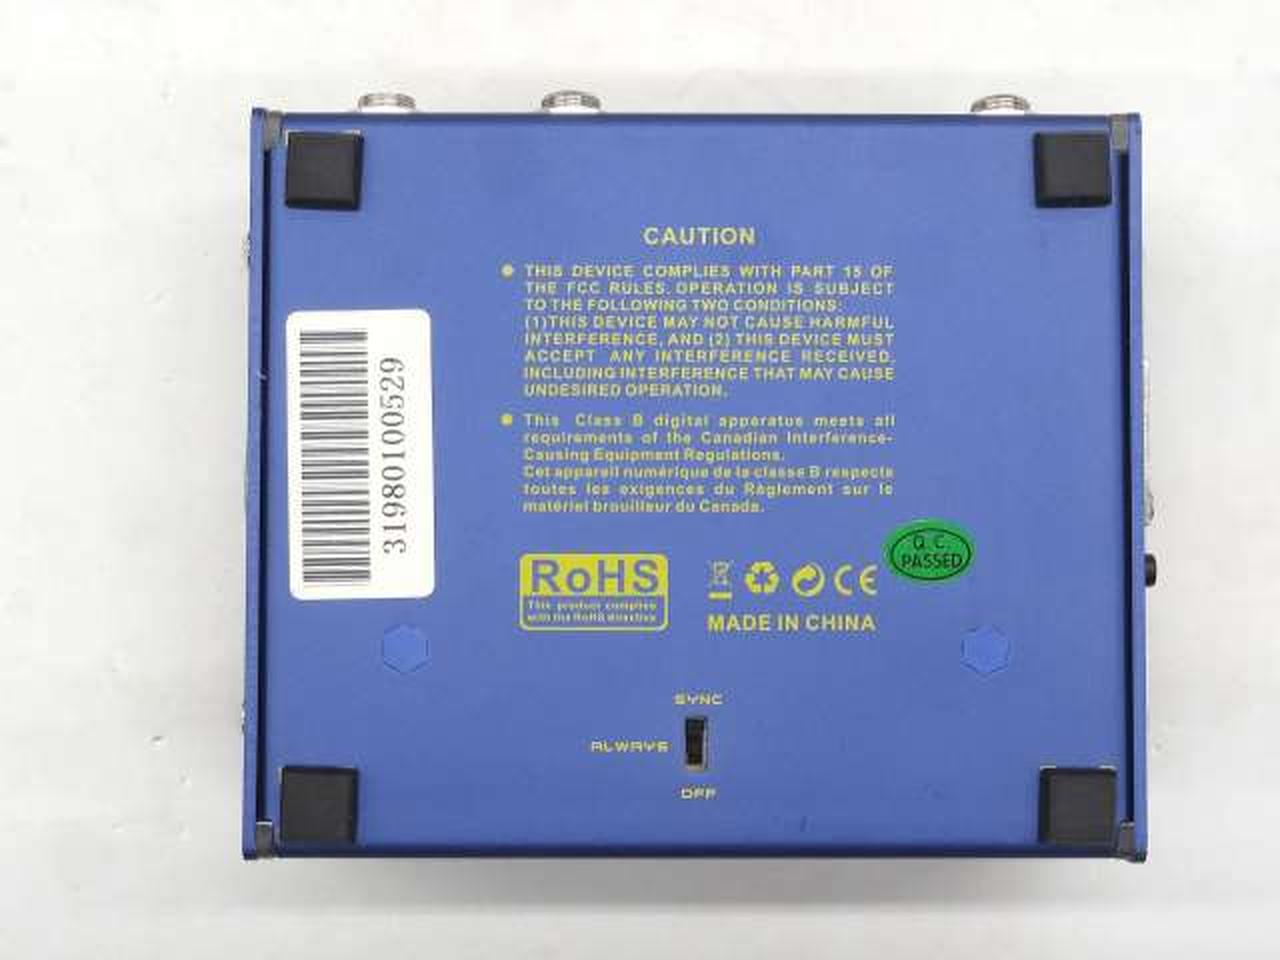 CAUTION
● THIS DEVICE COMPLIES WITH PART 15 OF
THE FCC RULES. OPERATION IS SUBJECT
TO THE FOLLOWING TWO CONDITIONS:
(1)THIS DEVICE MAY NOT CAUSE HARMFUL
INTERFERENCE, AND (2) THIS DEVICE MUST
ACCEPT ANY INTERFERENCE RECEIVED,
INCLUDING INTERFERENCE THAT MAY CAUSE
UNDESIRED OPERATION.
● This Class B digital apparatus meets all
requirements of the Canadian Interference-
Causing Equipment Regulations.
Cet appareil numérique de la classe B respecte
toutes les exigences du Règlement sur le
matériel brouilleur du Canada.
319801000529
Q.C.
PASSED
RoHS
This product complies
with the RoHS directive
CE
MADE IN CHINA
SYNC
ALWAYS
OFF